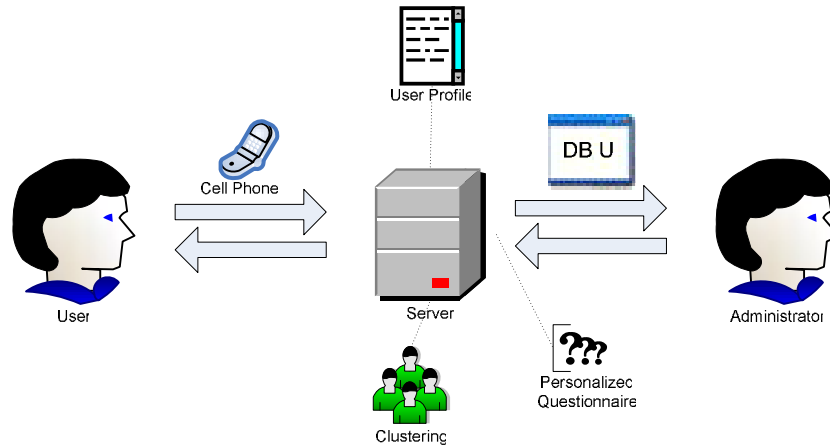 User Profile
Cell Phone
DB U
User
Server
Administrator
Personalized
Questionnaire
???
Clustering